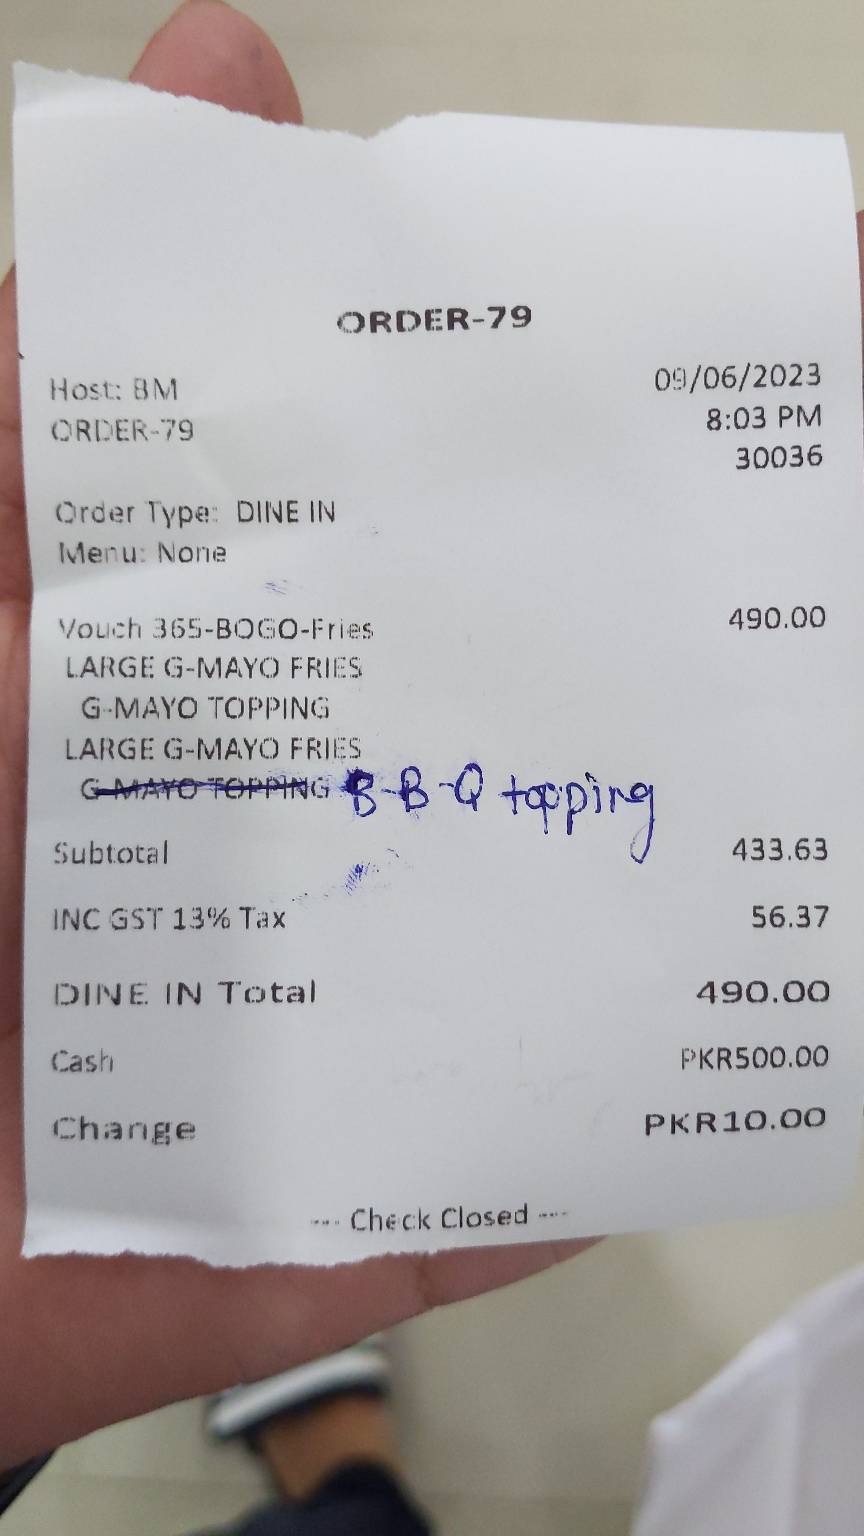 ORDER-79
Host: BM 09/06/2023
ORDER-79 8:03 PM
30036
Order Type: DINE IN
Menu: None
Vouch 365-BOGO-Fries 490.00
LARGE G-MAYO FRIES
G-MAYO TOPPING
LARGE G-MAYO FRIES
G-MAYO TOPPING B-B-Q topping
Subtotal 433.63
INC GST 13% Tax 56.37
DINE IN Total 490.00
Cash PKR500.00
Change PKR10.00
---- Check Closed ----